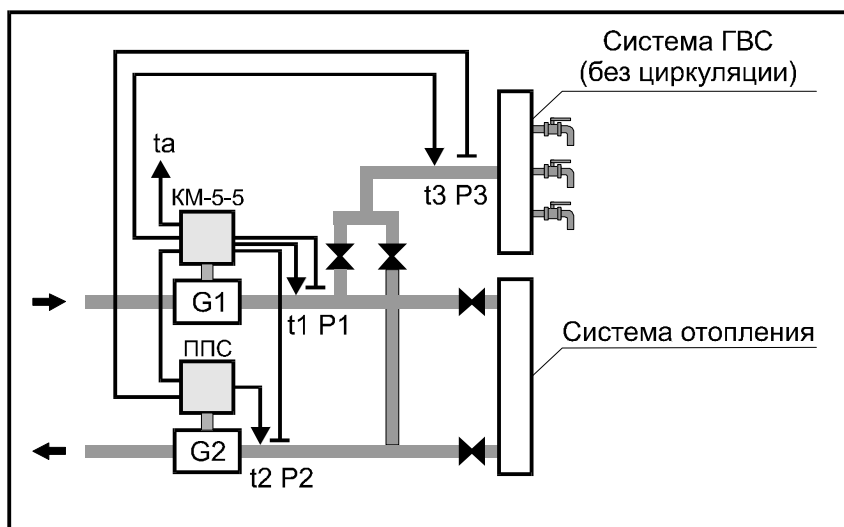 Система ГВС
(без циркуляции)
ta
КМ-5-5
t3 P3
G1
t1 P1
Система отопления
ППС
G2
t2 P2